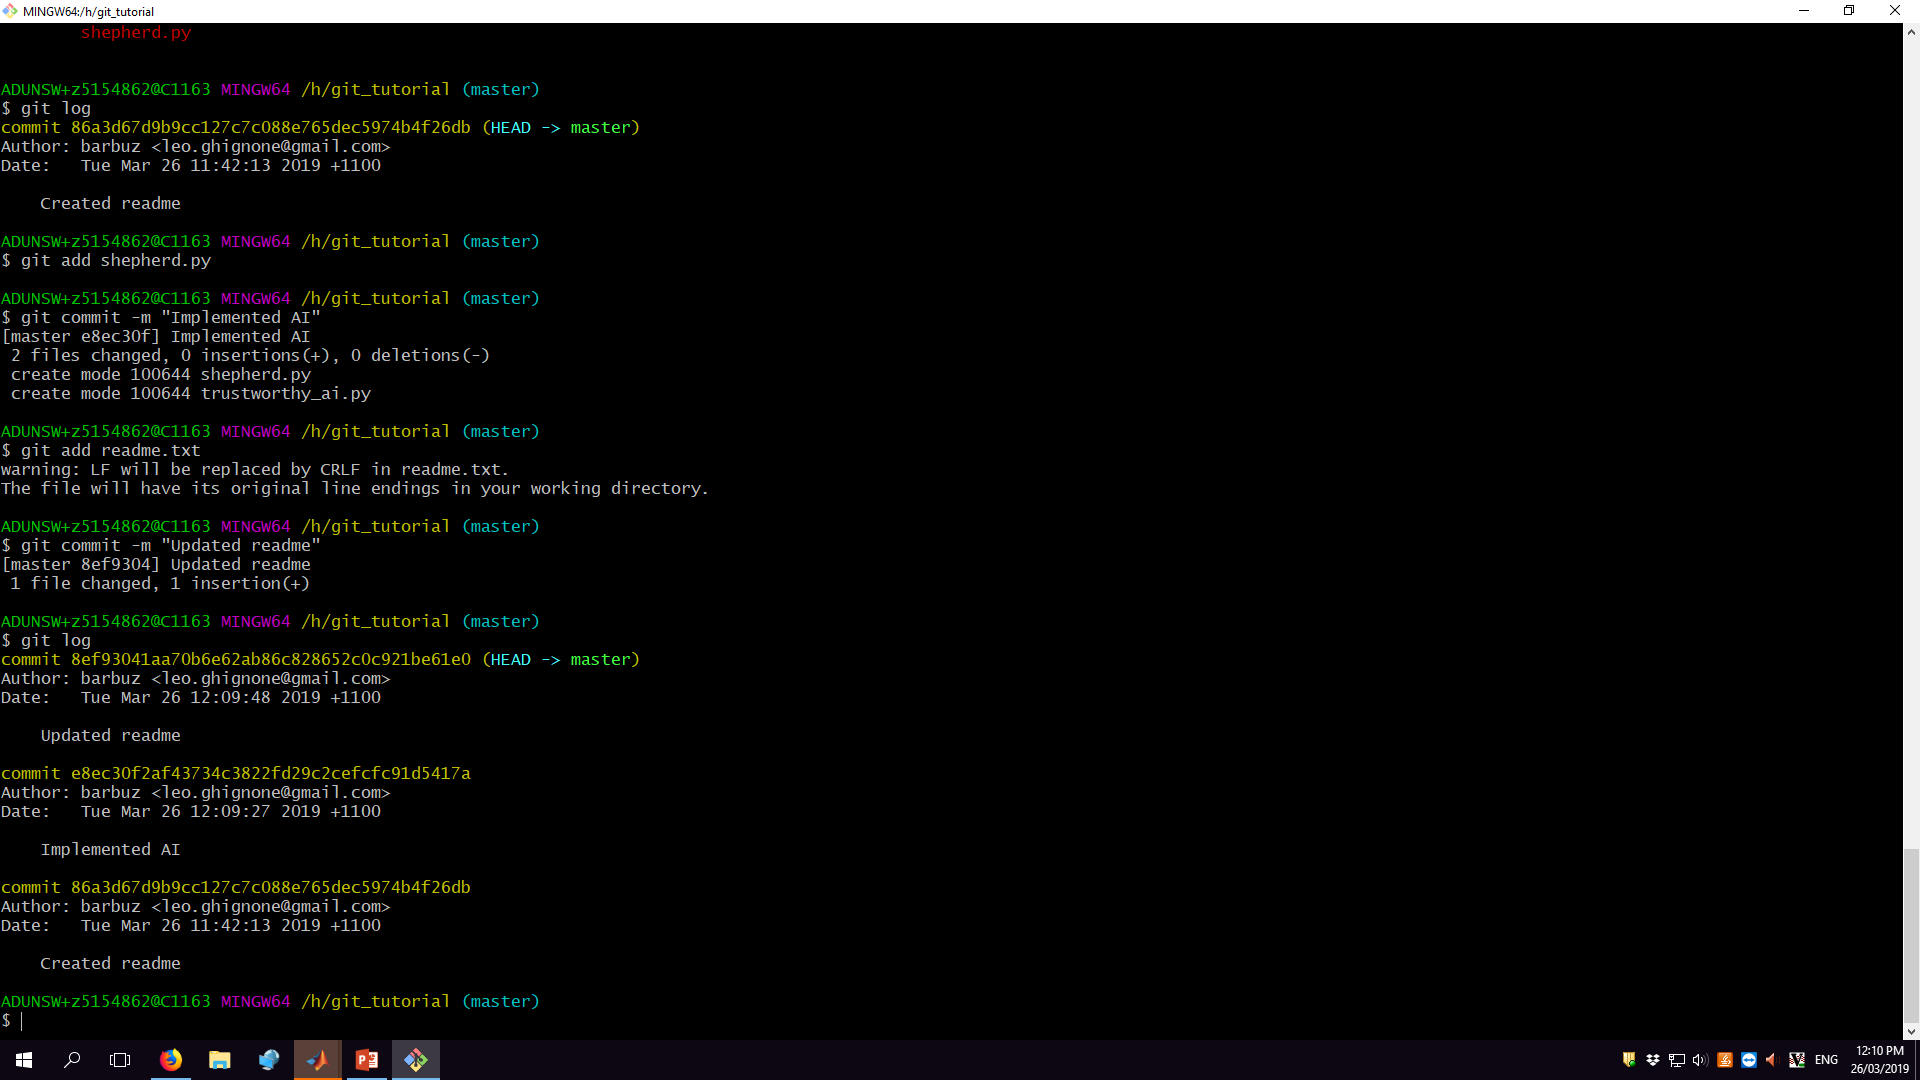 MINGW64:/h/git_tutorial
shepherd.py
ADUNSW+z5154862@C1163 MINGW64 /h/git_tutorial (master)
$ git log
commit 86a3d67d9b9cc127c7c088e765dec5974b4f26db (HEAD -> master)
Author: barbuz <leo.ghignone@gmail.com>
Date:   Tue Mar 26 11:42:13 2019 +1100
Created readme
ADUNSW+z5154862@C1163 MINGW64 /h/git_tutorial (master)
$ git add shepherd.py
ADUNSW+z5154862@C1163 MINGW64 /h/git_tutorial (master)
$ git commit -m "Implemented AI"
[master e8ec30f] Implemented AI
2 files changed, 0 insertions(+), 0 deletions(-)
create mode 100644 shepherd.py
create mode 100644 trustworthy_ai.py
ADUNSW+z5154862@C1163 MINGW64 /h/git_tutorial (master)
$ git add readme.txt
warning: LF will be replaced by CRLF in readme.txt.
The file will have its original line endings in your working directory.
ADUNSW+z5154862@C1163 MINGW64 /h/git_tutorial (master)
$ git commit -m "Updated readme"
[master 8ef9304] Updated readme
1 file changed, 1 insertion(+)
ADUNSW+z5154862@C1163 MINGW64 /h/git_tutorial (master)
$ git log
commit 8ef93041aa70b6e62ab86c828652c0c921be61e0 (HEAD -> master)
Author: barbuz <leo.ghignone@gmail.com>
Date:   Tue Mar 26 12:09:48 2019 +1100
Updated readme
commit e8ec30f2af43734c3822fd29c2cefcfc91d5417a
Author: barbuz <leo.ghignone@gmail.com>
Date:   Tue Mar 26 12:09:27 2019 +1100
Implemented AI
commit 86a3d67d9b9cc127c7c088e765dec5974b4f26db
Author: barbuz <leo.ghignone@gmail.com>
Date:   Tue Mar 26 11:42:13 2019 +1100
Created readme
ADUNSW+z5154862@C1163 MINGW64 /h/git_tutorial (master)
$
ENG
12:10 PM
26/03/2019